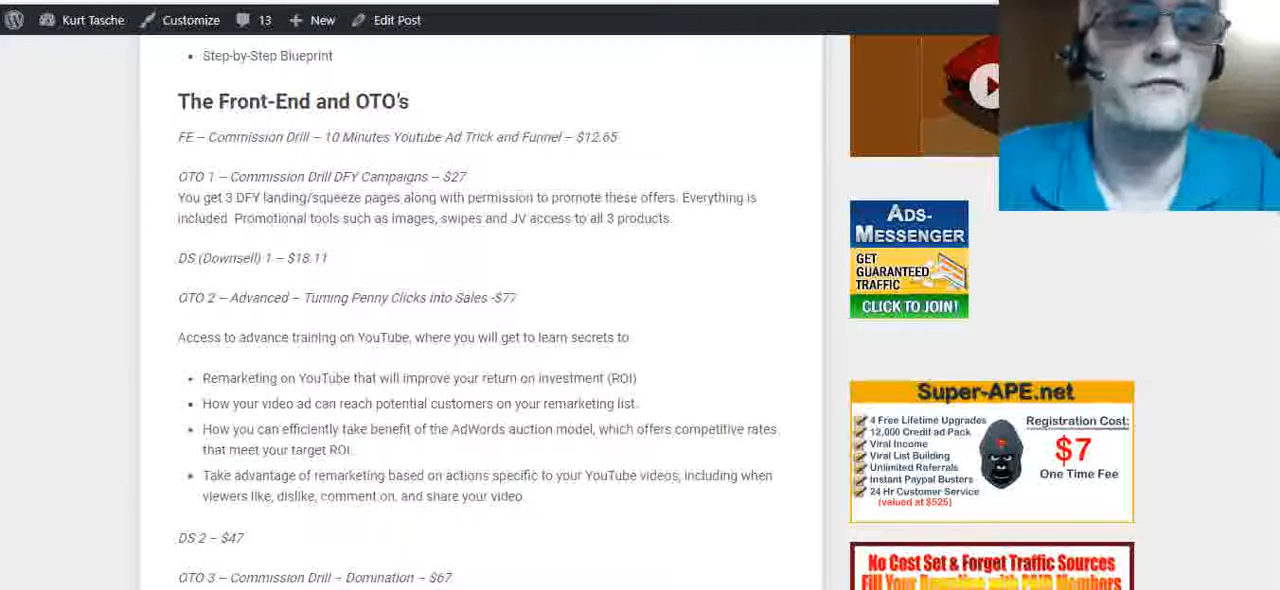 Kurt Tasche Customize 13 New Edit Post
Step-by-Step Blueprint
The Front-End and OTO's
FE – Commission Drill – 10 Minutes Youtube Ad Trick and Funnel – $12.65
OTO 1 – Commission Drill DFY Campaigns – $27
You get 3 DFY landing/squeeze pages along with permission to promote these offers. Everything is
included Promotional tools such as images, swipes and JV access to all 3 products.
DS (Downsell) 1 – $18.11
OTO 2 – Advanced – Turning Penny Clicks into Sales -$77
Access to advance training on YouTube, where you will get to learn secrets to
Remarketing on YouTube that will improve your return on investment (ROI)
How your video ad can reach potential customers on your remarketing list.
How you can efficiently take benefit of the AdWords auction model, which offers competitive rates
that meet your target ROI.
Take advantage of remarketing based on actions specific to your YouTube videos, including when
viewers like, dislike, comment on, and share your video
DS 2 – $47
OTO 3 – Commission Drill – Domination – $67
ADS-
MESSENGER
GET
GUARANTEED
TRAFFIC
CLICK TO JOIN!
Super-APE.net
4 Free Lifetime Upgrades
12,000 Credit ad Pack
Viral Income
Viral List Building
Unlimited Referrals
Instant Paypal Busters
24 Hr Customer Service
(valued at $525)
Registration Cost:
$7
One Time Fee
No Cost Set & Forget Traffic Sources
Fill Your Downline with PAID Members